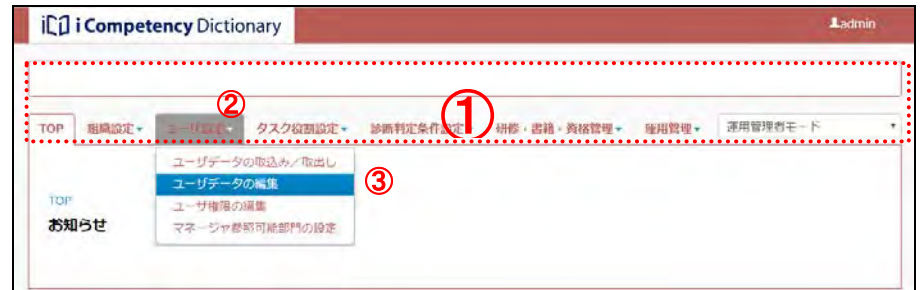 iCD i Competency Dictionary
admin
①
②
TOP 組織設定 ユーザ設定 タスク役割設定 診断判定条件設定 研修・書籍・資格管理 運用管理 運用管理者モード
ユーザデータの取込み／取出し
ユーザデータの編集
③
ユーザ権限の編集
マネージャ参照可能部門の設定
TOP
お知らせ